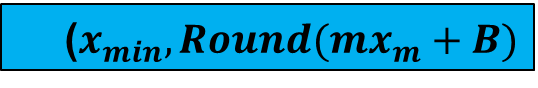 (x_min, Round(mx_m + B)